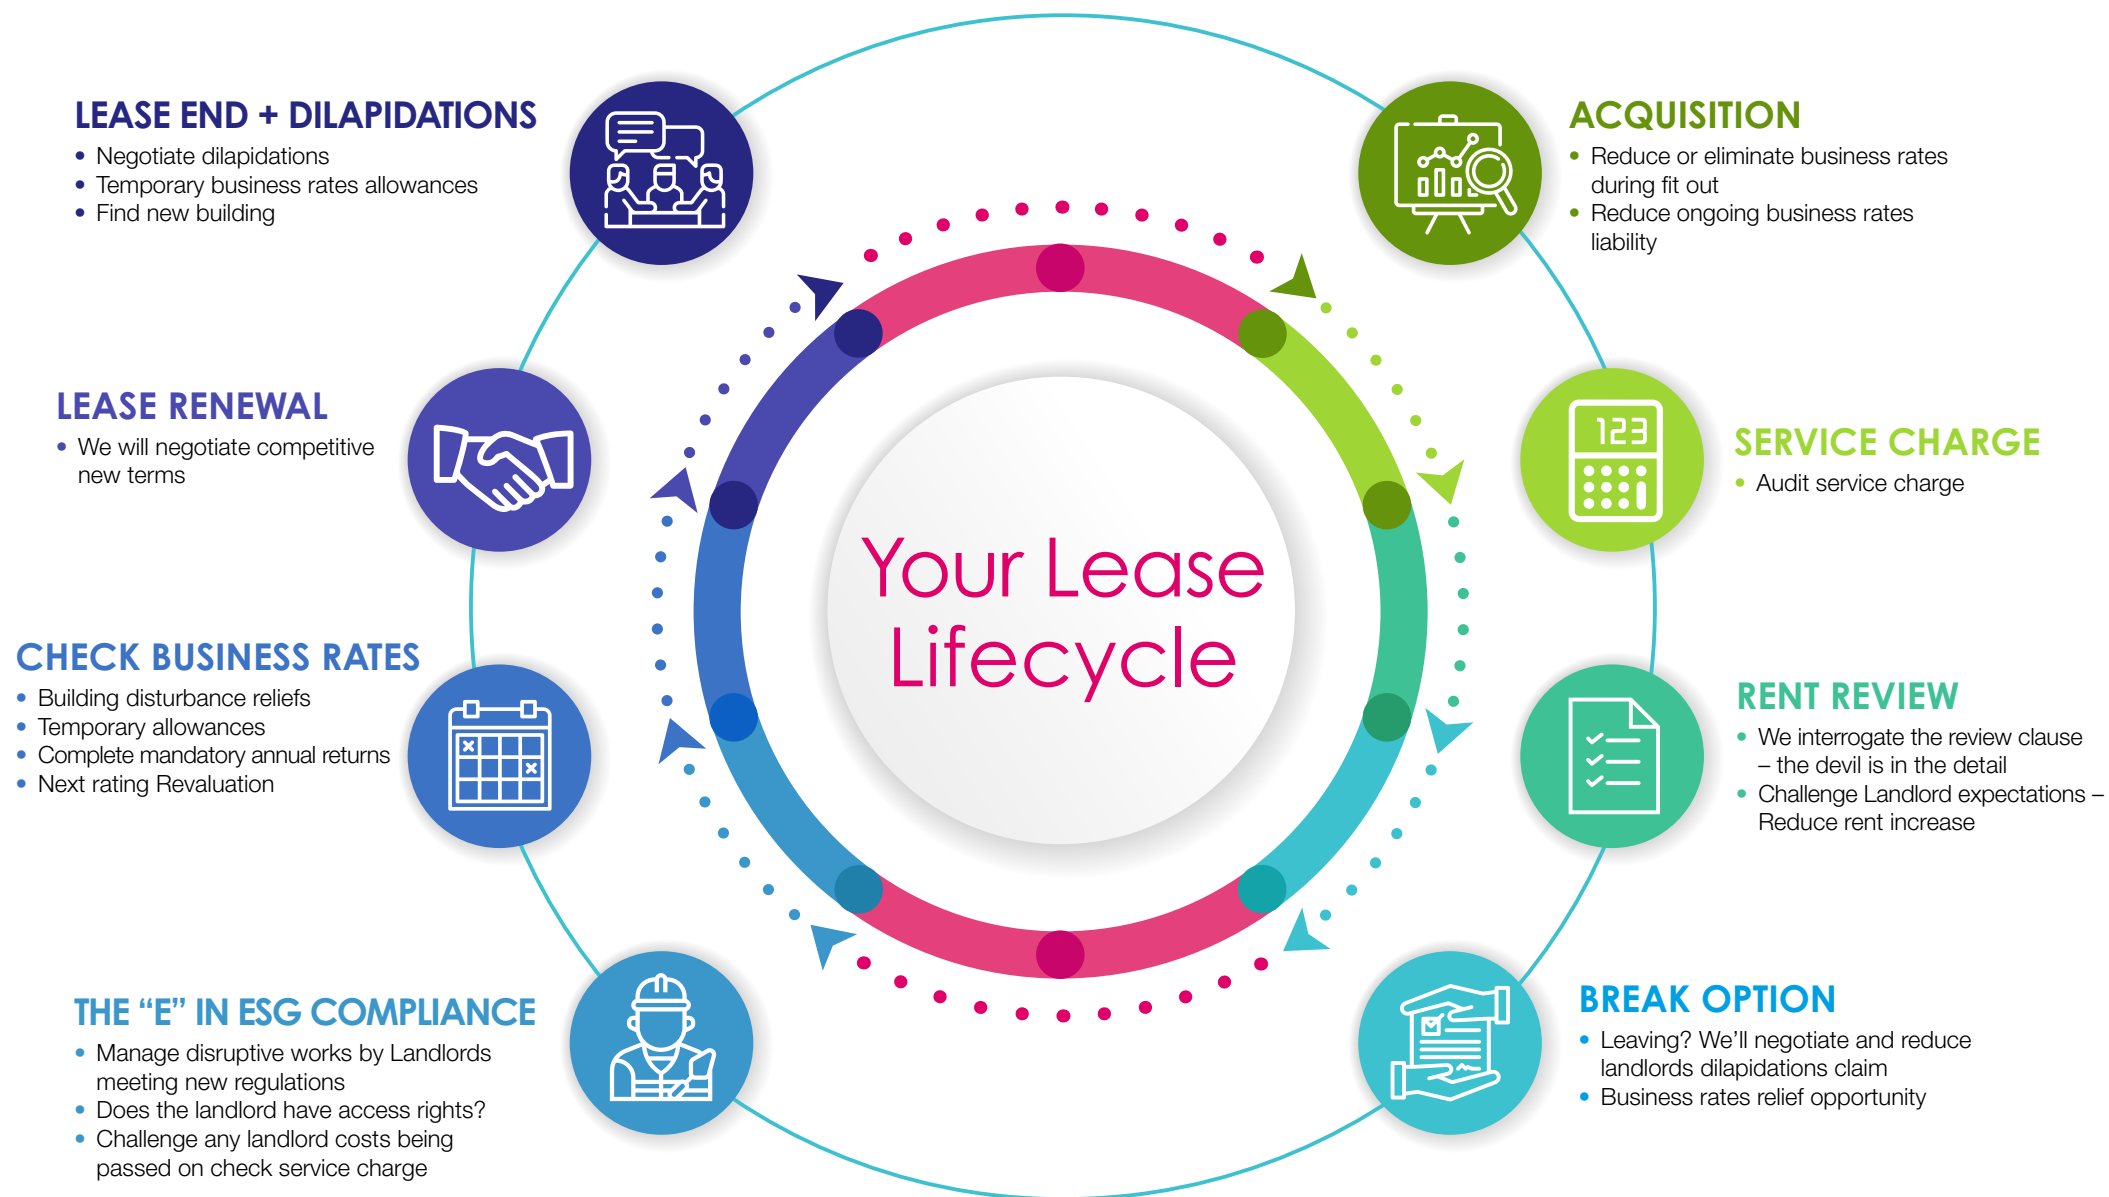 Your Lease
Lifecycle
ACQUISITION
• Reduce or eliminate business rates
during fit out
• Reduce ongoing business rates
liability
123
SERVICE CHARGE
• Audit service charge
RENT REVIEW
• We interrogate the review clause
– the devil is in the detail
• Challenge Landlord expectations –
Reduce rent increase
BREAK OPTION
• Leaving? We’ll negotiate and reduce
landlords dilapidations claim
• Business rates relief opportunity
THE “E” IN ESG COMPLIANCE
• Manage disruptive works by Landlords
meeting new regulations
• Does the landlord have access rights?
• Challenge any landlord costs being
passed on check service charge
CHECK BUSINESS RATES
• Building disturbance reliefs
• Temporary allowances
• Complete mandatory annual returns
• Next rating Revaluation
LEASE RENEWAL
• We will negotiate competitive
new terms
LEASE END + DILAPIDATIONS
• Negotiate dilapidations
• Temporary business rates allowances
• Find new building